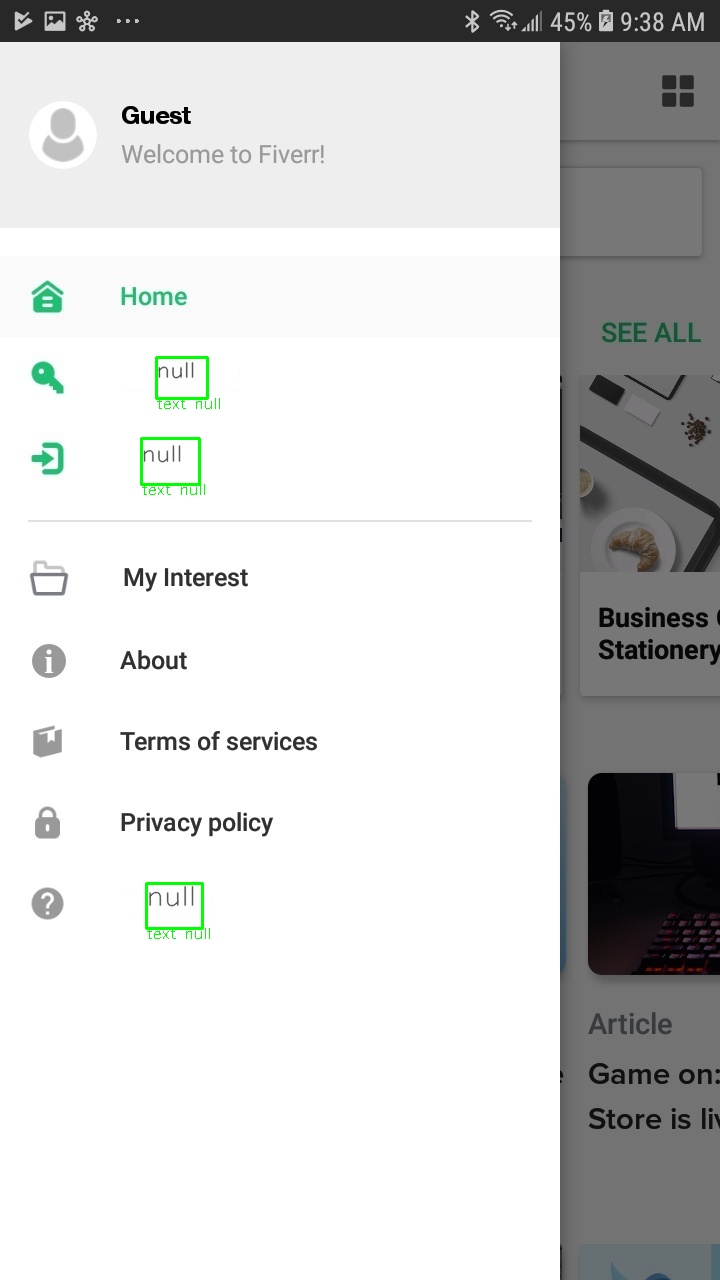 45% 9:38 AM
Guest
Welcome to Fiverr!
Home
SEE ALL
null
text null
null
text null
My Interest
Business
Stationery
About
Terms of services
Privacy policy
null
text null
Article
Game on:
Store is liv